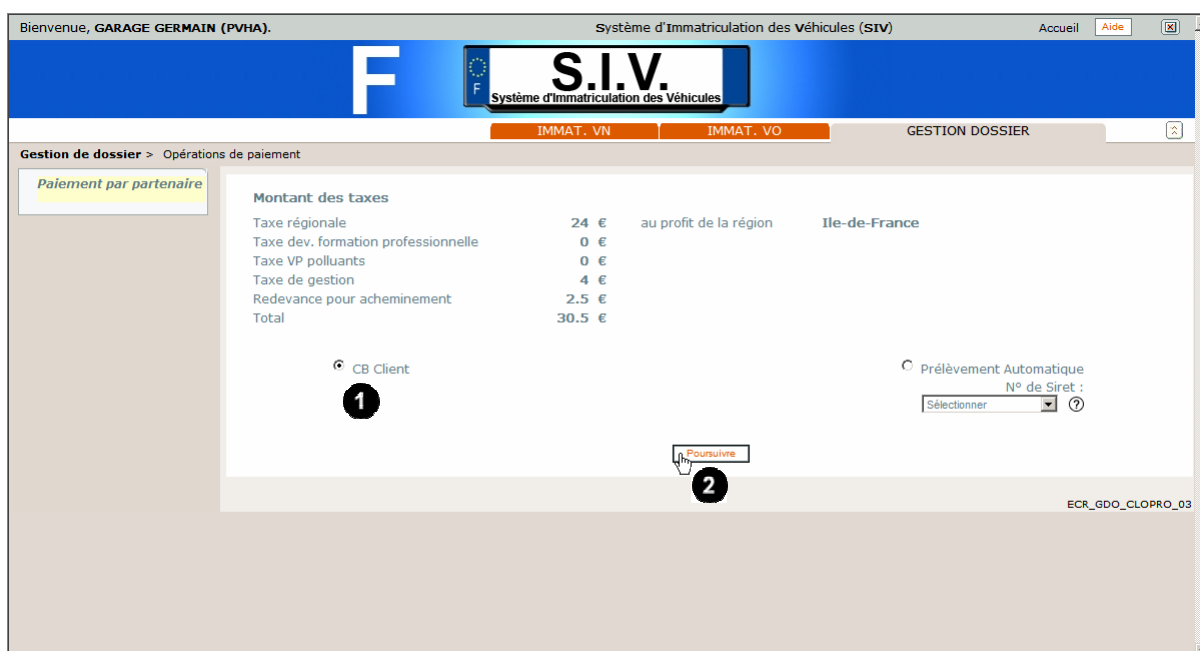 Bienvenue, GARAGE GERMAIN (PVHA). Système d'Immatriculation des Véhicules (SIV) Accueil Aide
F
F
S.I.V.
Système d'Immatriculation des Véhicules
IMMAT. VN IMMAT. VO GESTION DOSSIER
Gestion de dossier > Opérations de paiement
Paiement par partenaire
Montant des taxes
Taxe régionale 24 € au profit de la région Ile-de-France
Taxe dev. formation professionnelle 0 €
Taxe VP polluants 0 €
Taxe de gestion 4 €
Redevance pour acheminement 2.5 €
Total 30.5 €
CB Client Prélèvement Automatique
N° de Siret :
Sélectionner ?
1
Poursuivre
2
ECR_GDO_CLOPRO_03